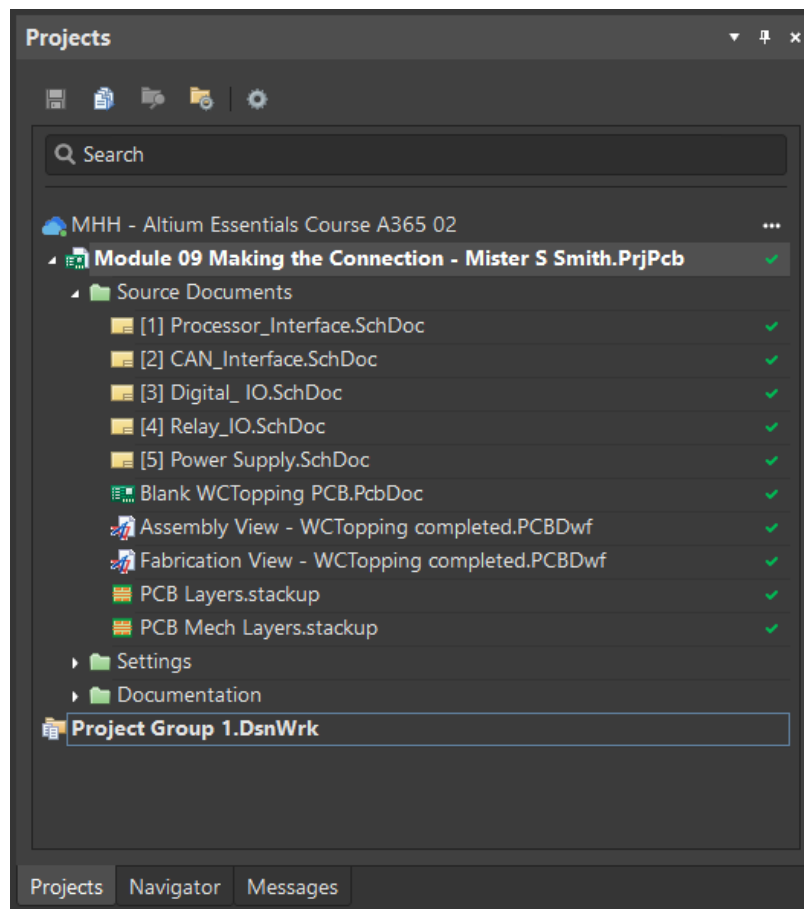 Projects
Search
MHH - Altium Essentials Course A365 02
Module 09 Making the Connection - Mister S Smith.PrjPcb
Source Documents
[1] Processor_Interface.SchDoc
[2] CAN_Interface.SchDoc
[3] Digital_ IO.SchDoc
[4] Relay_IO.SchDoc
[5] Power Supply.SchDoc
Blank WCTopping PCB.PcbDoc
Assembly View - WCTopping completed.PCBDwf
Fabrication View - WCTopping completed.PCBDwf
PCB Layers.stackup
PCB Mech Layers.stackup
Settings
Documentation
Project Group 1.DsnWrk
Projects Navigator Messages